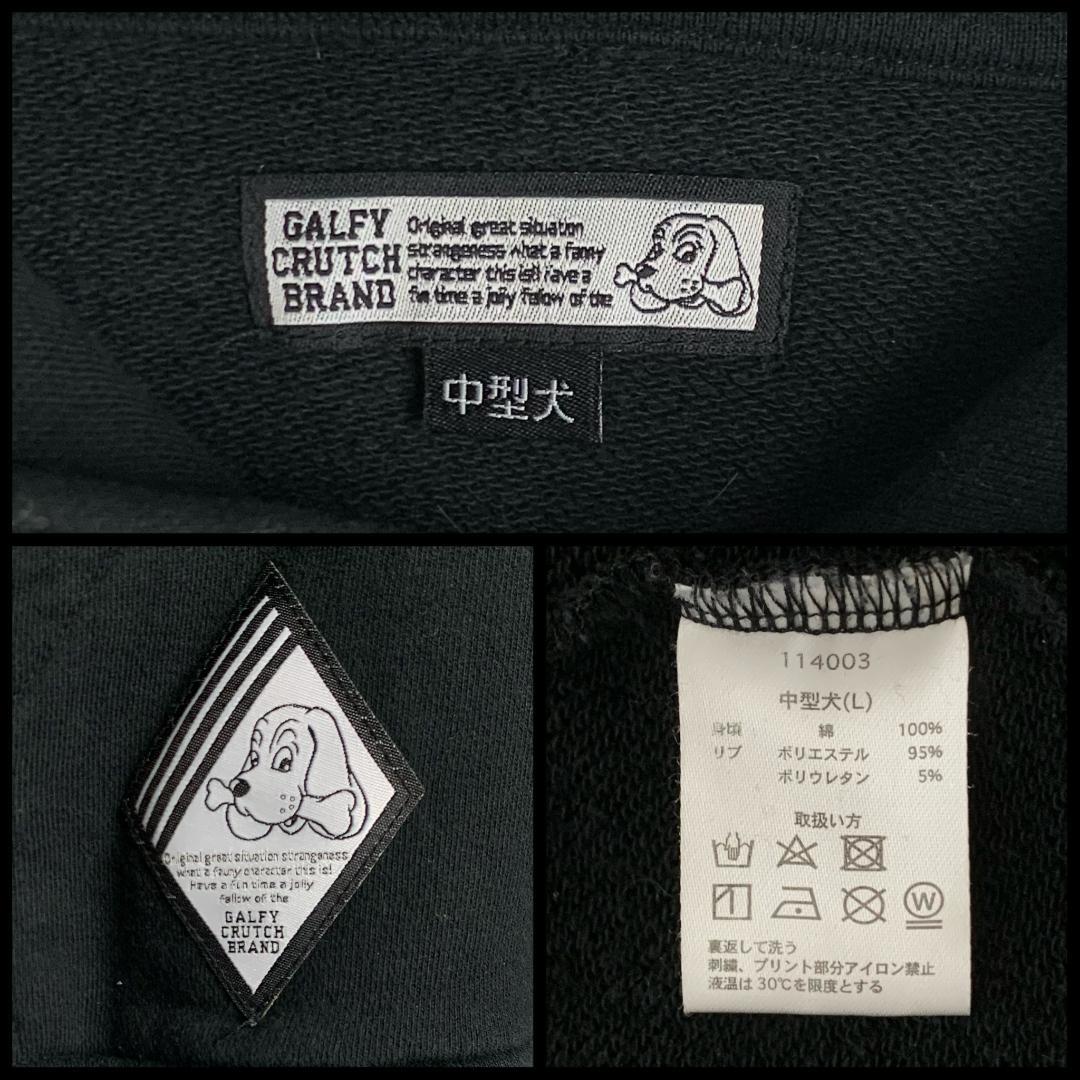 GALFY
CRUTCH
BRAND
Original great situation
strangeness what a fanny
character this is!! Have a
fun time a jolly fellow of the
中型犬
Original great situation strangeness
what a fauny character this is!
Have a fun time a jolly
fellow of the
GALFY
CRUTCH
BRAND
114003
中型犬(L)
身頃 綿 100%
リブ ポリエステル 95%
ポリウレタン 5%
取扱い方
W
裏返して洗う
刺繍、プリント部分アイロン禁止
液温は30℃を限度とする